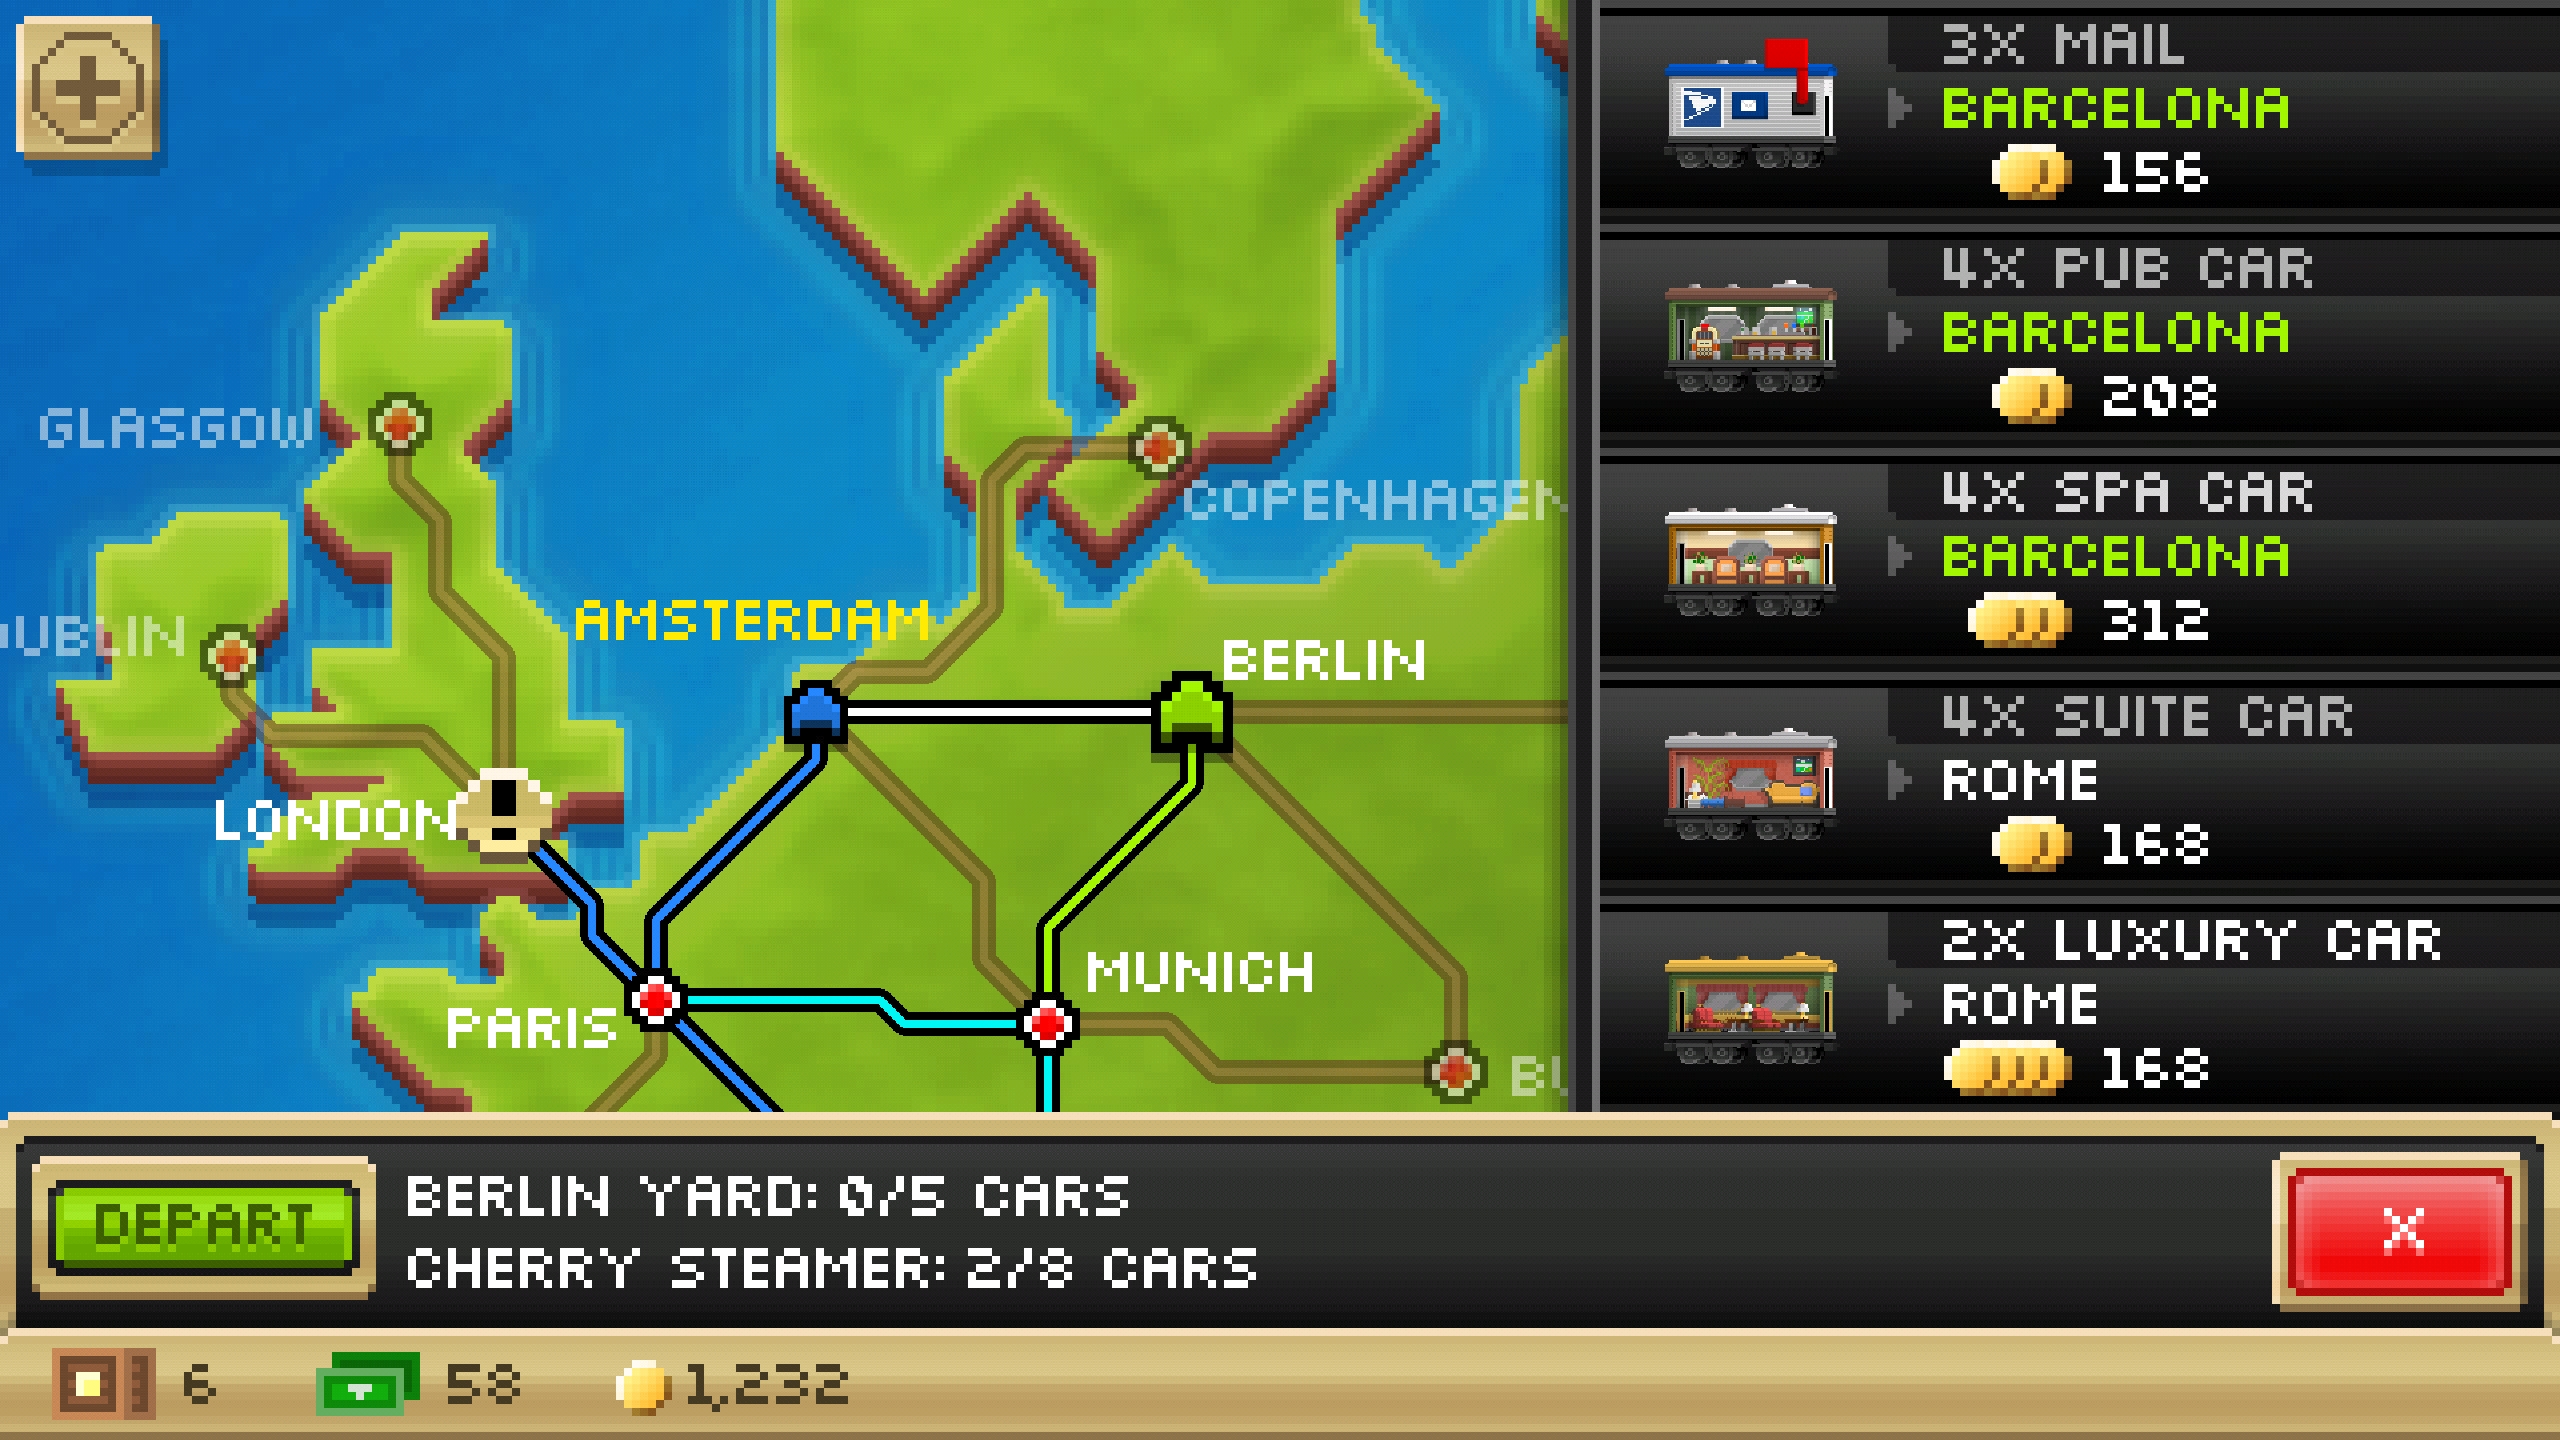 GLASGOW
COPENHAGEN
UBLIN
AMSTERDAM
BERLIN
LONDON
MUNICH
PARIS
BU
3X MAIL
BARCELONA
156
4X PUB CAR
BARCELONA
208
4X SPA CAR
BARCELONA
312
4X SUITE CAR
ROME
168
2X LUXURY CAR
ROME
168
DEPART
BERLIN YARD: 0/5 CARS
CHERRY STEAMER: 2/8 CARS
X
6
58
1,232